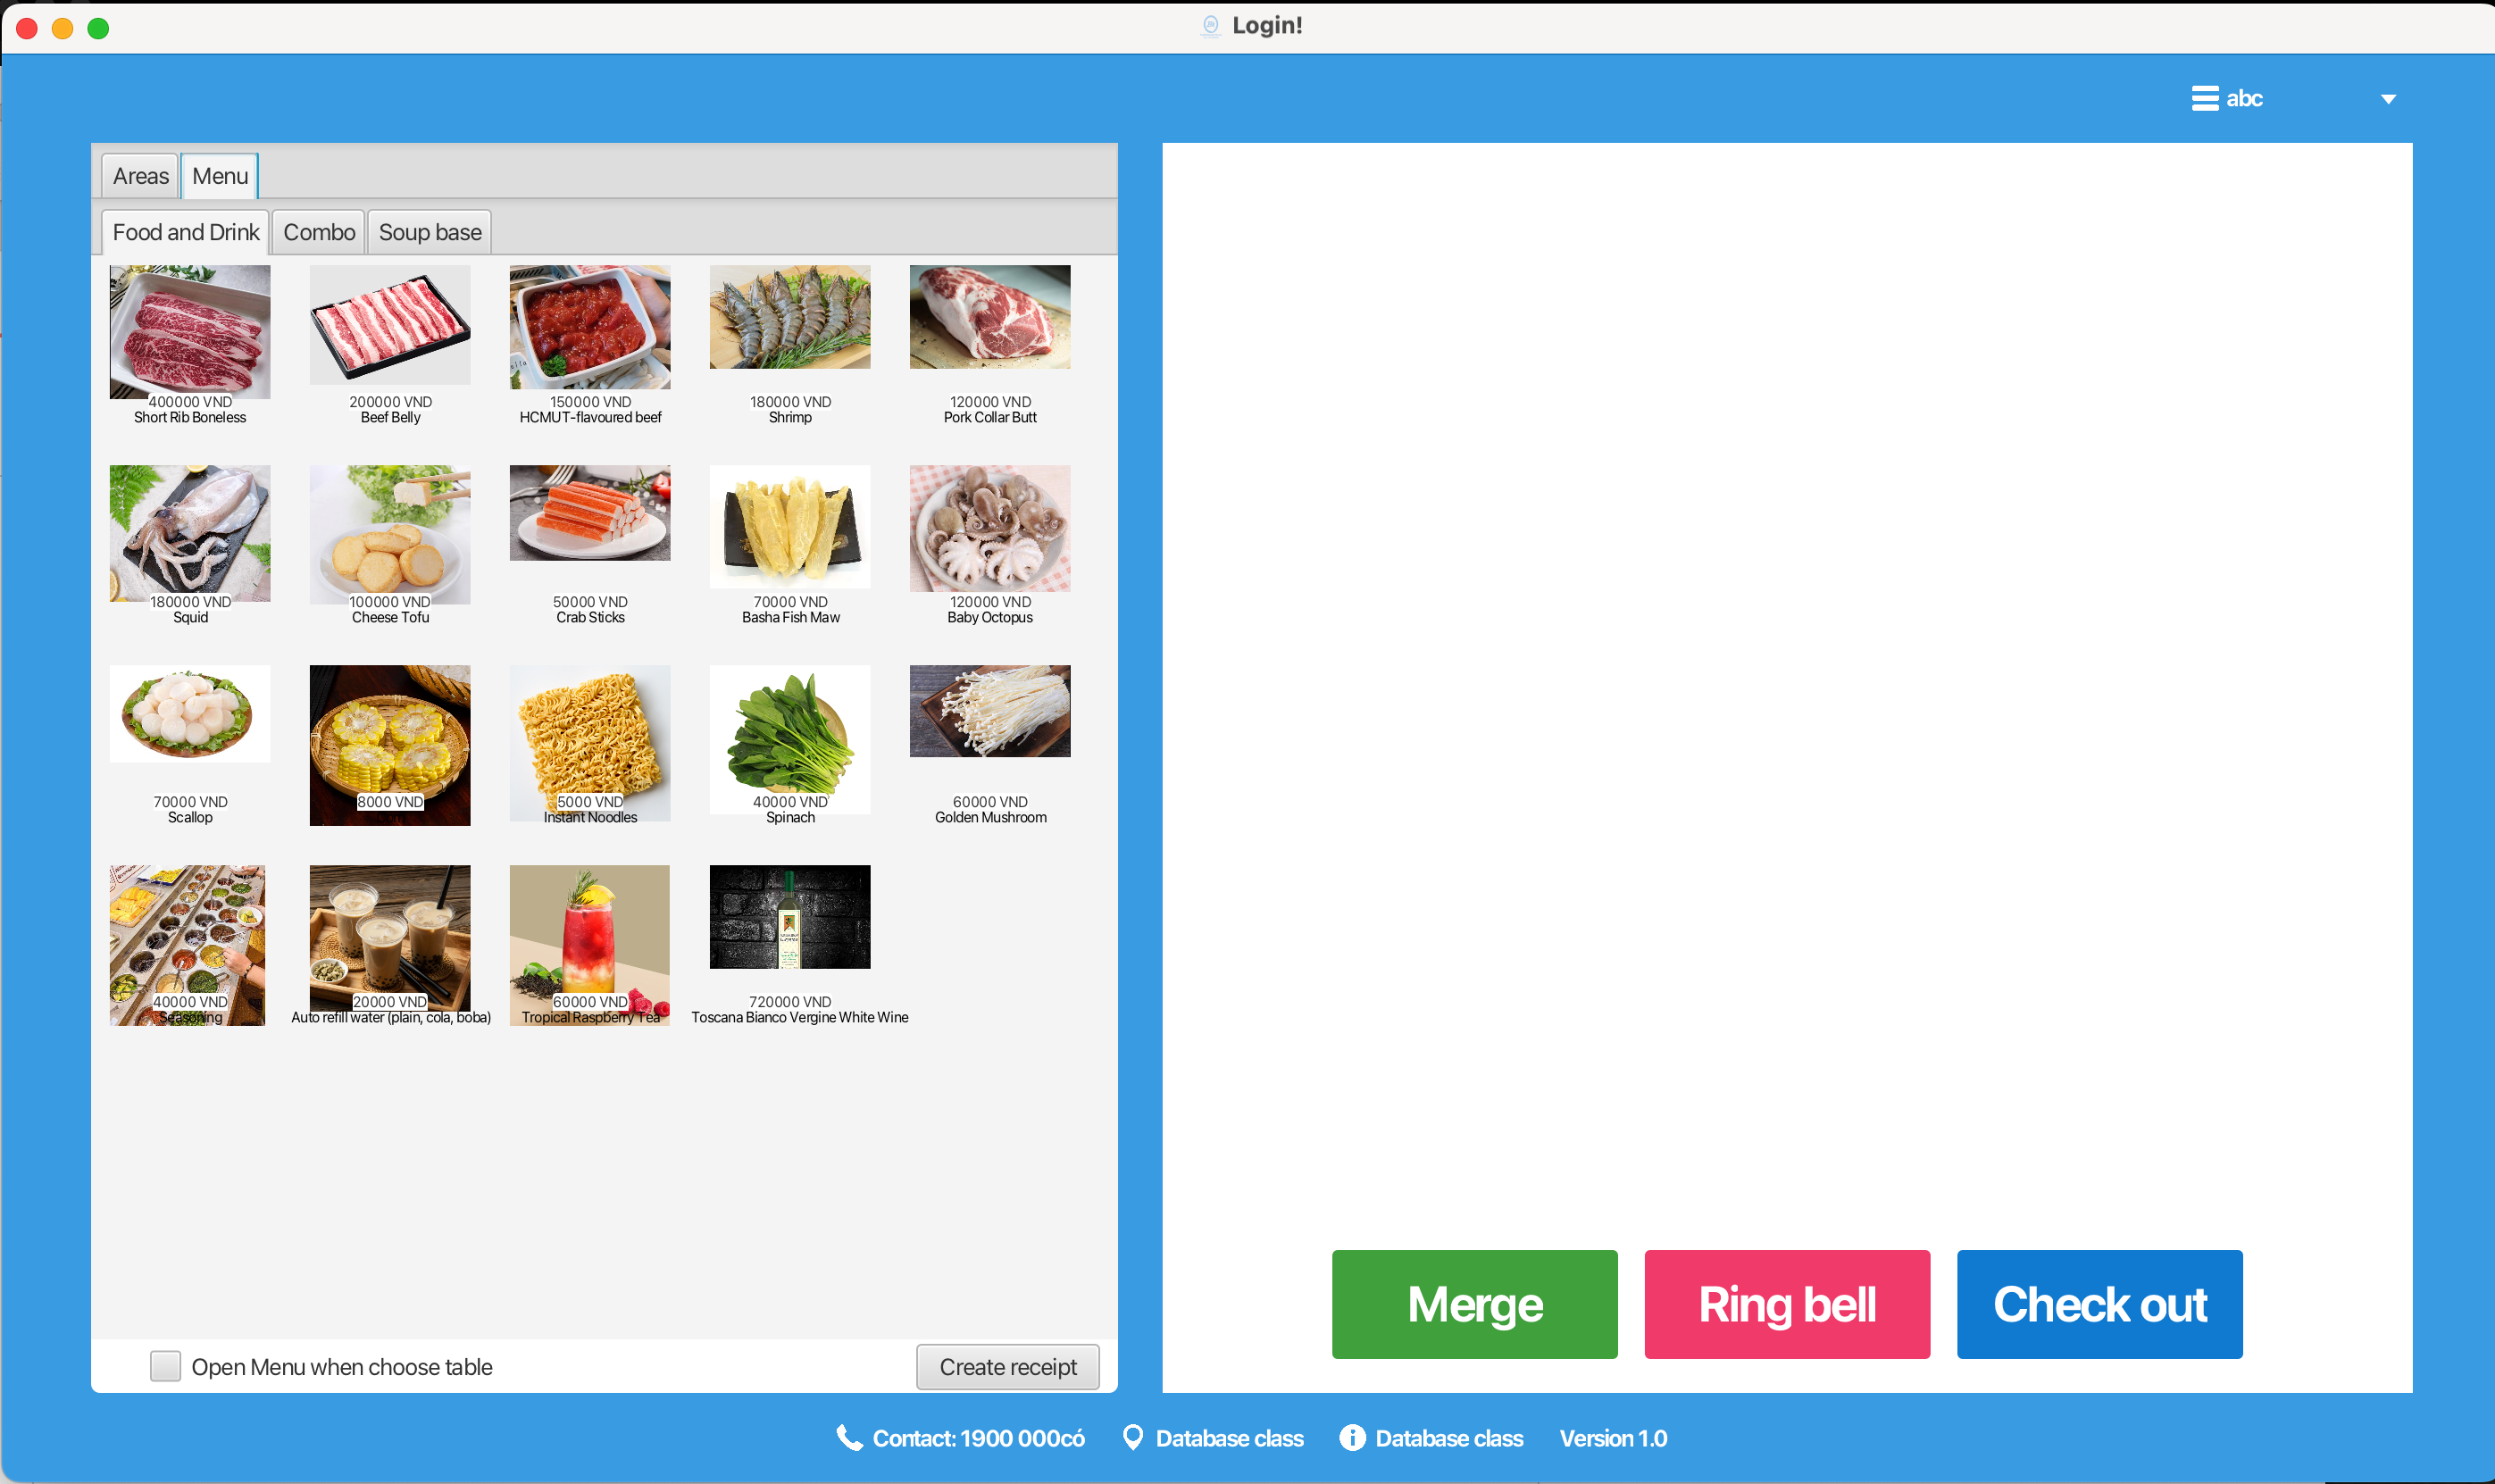 Login!
abc
Areas Menu
Food and Drink Combo Soup base
400000 VND
Short Rib Boneless
200000 VND
Beef Belly
150000 VND
HCMUT-flavoured beef
180000 VND
Shrimp
120000 VND
Pork Collar Butt
180000 VND
Squid
100000 VND
Cheese Tofu
50000 VND
Crab Sticks
70000 VND
Basha Fish Maw
120000 VND
Baby Octopus
70000 VND
Scallop
8000 VND
5000 VND
Instant Noodles
40000 VND
Spinach
60000 VND
Golden Mushroom
40000 VND
Seasoning
20000 VND
Auto refill water (plain, cola, boba)
60000 VND
Tropical Raspberry Tea
720000 VND
Toscana Bianco Vergine White Wine
Open Menu when choose table
Create receipt
Merge Ring bell Check out
Contact: 1900 000có Database class Database class Version 1.0